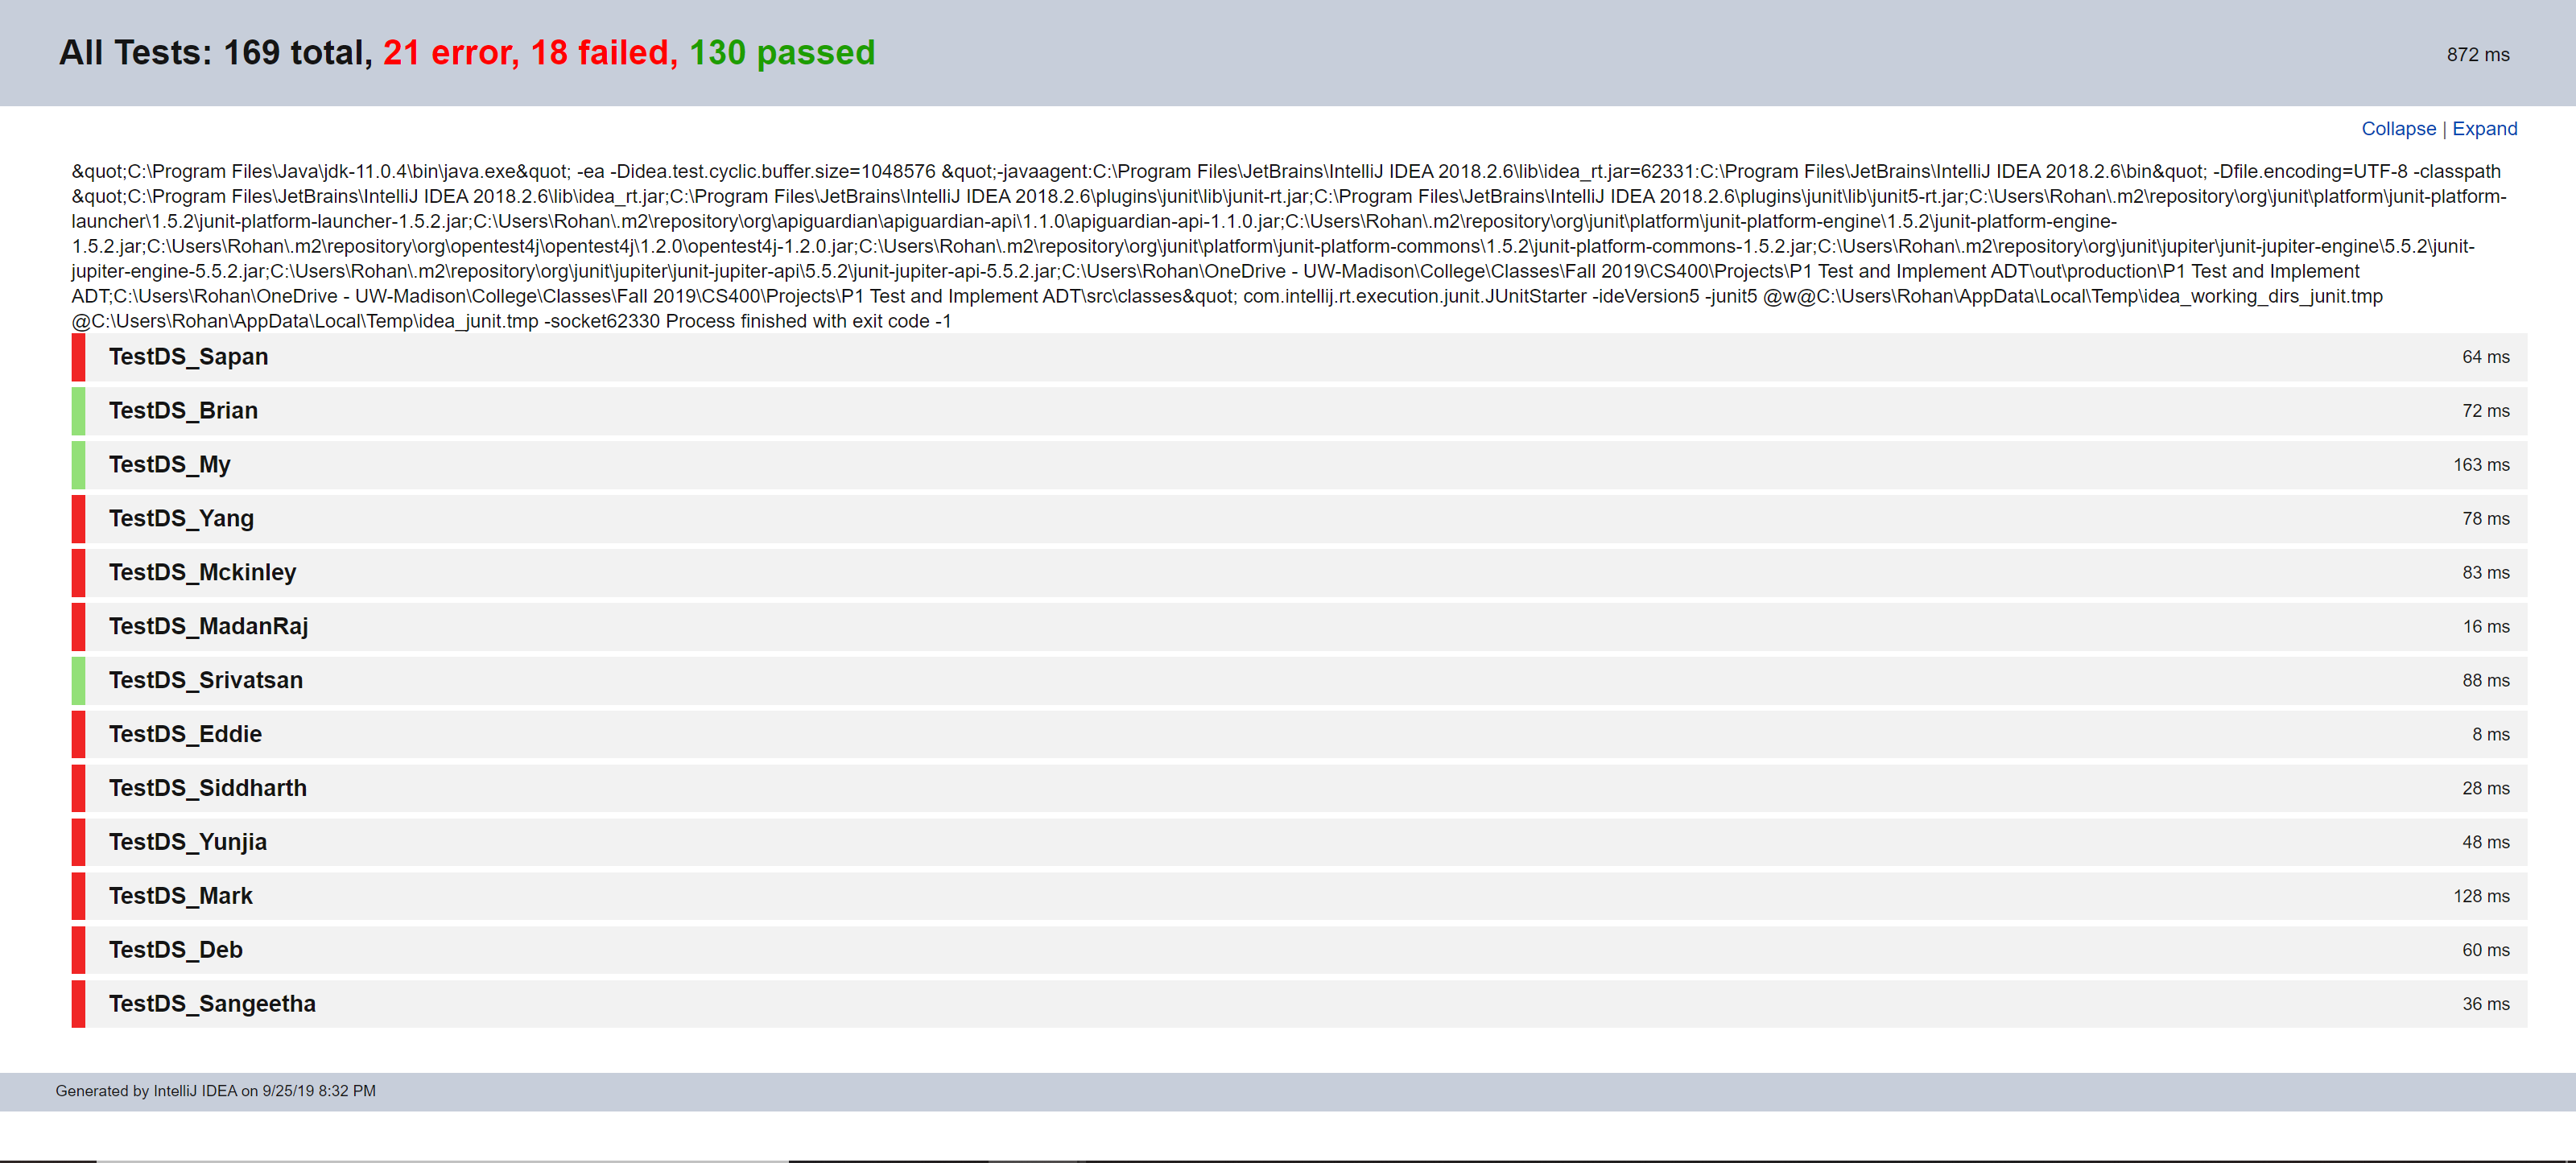 All Tests: 169 total, 21 error, 18 failed, 130 passed
872 ms
Collapse | Expand
&quot;C:\Program Files\Java\jdk-11.0.4\bin\java.exe&quot; -ea -Didea.test.cyclic.buffer.size=1048576 &quot;-javaagent:C:\Program Files\JetBrains\IntelliJ IDEA 2018.2.6\lib\idea_rt.jar=62331:C:\Program Files\JetBrains\IntelliJ IDEA 2018.2.6\bin&quot; -Dfile.encoding=UTF-8 -classpath
&quot;C:\Program Files\JetBrains\IntelliJ IDEA 2018.2.6\lib\idea_rt.jar;C:\Program Files\JetBrains\IntelliJ IDEA 2018.2.6\plugins\junit\lib\junit-rt.jar;C:\Program Files\JetBrains\IntelliJ IDEA 2018.2.6\plugins\junit\lib\junit5-rt.jar;C:\Users\Rohan\.m2\repository\org\junit\platform\junit-platform-
launcher\1.5.2\junit-platform-launcher-1.5.2.jar;C:\Users\Rohan\.m2\repository\org\apiguardian\apiguardian-api\1.1.0\apiguardian-api-1.1.0.jar;C:\Users\Rohan\.m2\repository\org\junit\platform\junit-platform-engine\1.5.2\junit-platform-engine-
1.5.2.jar;C:\Users\Rohan\.m2\repository\org\opentest4j\opentest4j\1.2.0\opentest4j-1.2.0.jar;C:\Users\Rohan\.m2\repository\org\junit\platform\junit-platform-commons\1.5.2\junit-platform-commons-1.5.2.jar;C:\Users\Rohan\.m2\repository\org\junit\jupiter\junit-jupiter-engine\5.5.2\junit-
jupiter-engine-5.5.2.jar;C:\Users\Rohan\.m2\repository\org\junit\jupiter\junit-jupiter-api\5.5.2\junit-jupiter-api-5.5.2.jar;C:\Users\Rohan\OneDrive - UW-Madison\College\Classes\Fall 2019\CS400\Projects\P1 Test and Implement ADT\out\production\P1 Test and Implement
ADT;C:\Users\Rohan\OneDrive - UW-Madison\College\Classes\Fall 2019\CS400\Projects\P1 Test and Implement ADT\src\classes&quot; com.intellij.rt.execution.junit.JUnitStarter -ideVersion5 -junit5 @w@C:\Users\Rohan\AppData\Local\Temp\idea_working_dirs_junit.tmp
@C:\Users\Rohan\AppData\Local\Temp\idea_junit.tmp -socket62330 Process finished with exit code -1
TestDS_Sapan 64 ms
TestDS_Brian 72 ms
TestDS_My 163 ms
TestDS_Yang 78 ms
TestDS_Mckinley 83 ms
TestDS_MadanRaj 16 ms
TestDS_Srivatsan 88 ms
TestDS_Eddie 8 ms
TestDS_Siddharth 28 ms
TestDS_Yunjia 48 ms
TestDS_Mark 128 ms
TestDS_Deb 60 ms
TestDS_Sangeetha 36 ms
Generated by IntelliJ IDEA on 9/25/19 8:32 PM